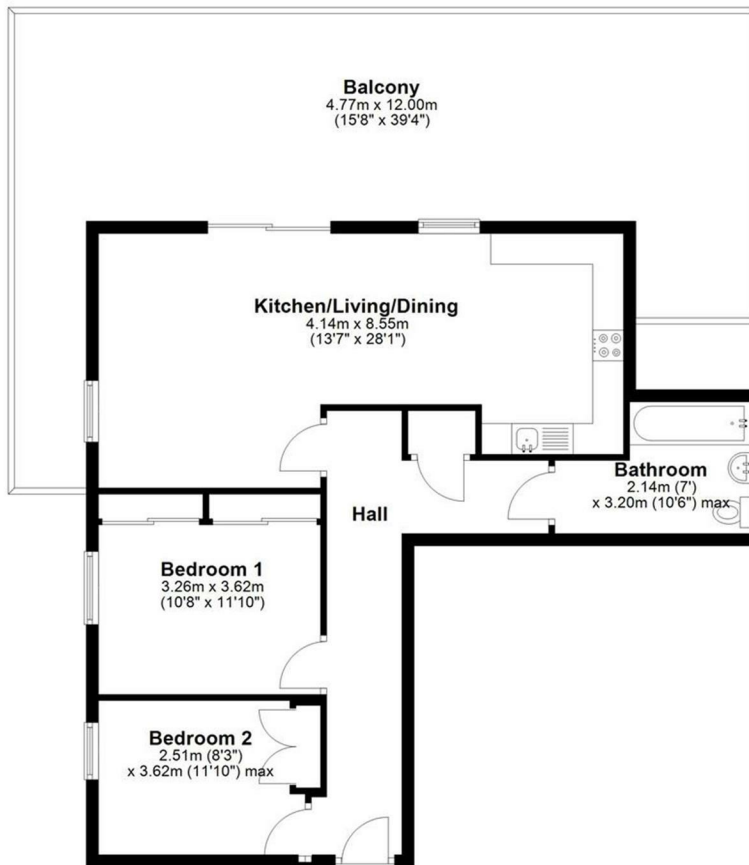 Balcony
4.77m x 12.00m
(15'8" x 39'4")
Kitchen/Living/Dining
4.14m x 8.55m
(13'7" x 28'1")
Bathroom
2.14m (7')
x 3.20m (10'6") max
Hall
Bedroom 1
3.26m x 3.62m
(10'8" x 11'10")
Bedroom 2
2.51m (8'3")
x 3.62m (11'10") max